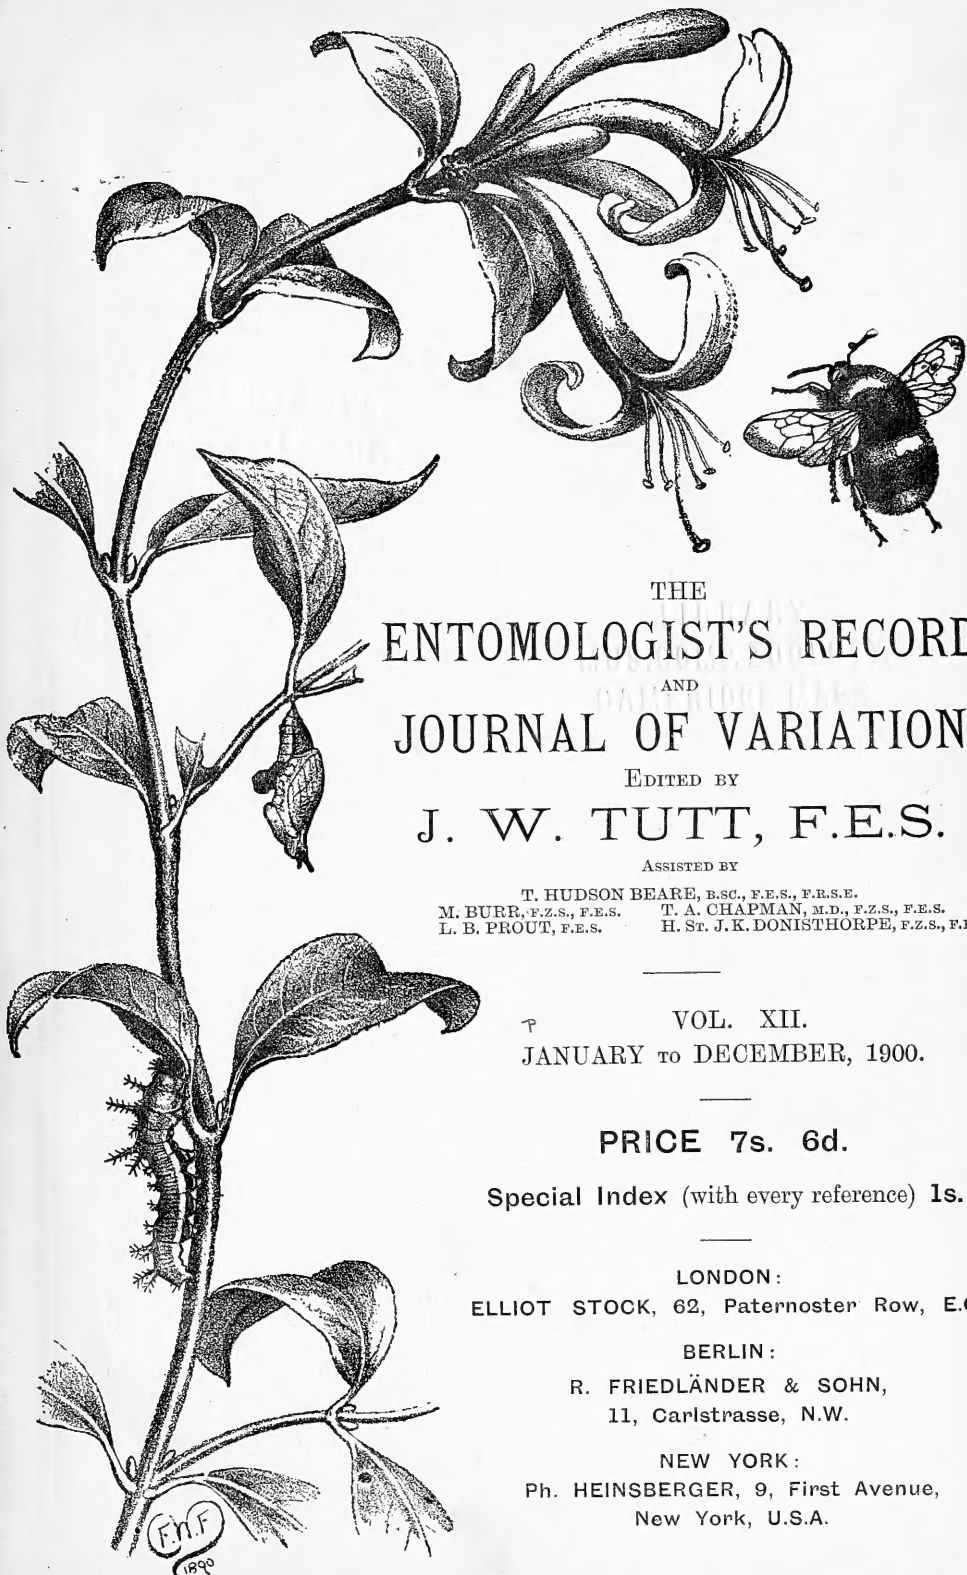 THE
ENTOMOLOGIST'S RECORD
AND
JOURNAL OF VARIATION
EDITED BY
J. W. TUTT, F.E.S.
ASSISTED BY
T. HUDSON BEARE, B.SC., F.E.S., F.R.S.E.
M. BURR, F.Z.S., F.E.S. T. A. CHAPMAN, M.D., F.Z.S., F.E.S.
L. B. PROUT, F.E.S. H. ST. J. K. DONISTHORPE, F.Z.S.,
VOL. XII.
JANUARY TO DECEMBER, 1900.
PRICE 7s. 6d.
Special Index (with every reference) 1s.
LONDON:
ELLIOT STOCK, 62, Paternoster Row,
BERLIN:
R. FRIEDLÄNDER & SOHN,
11, Carlstrasse, N.W.
NEW YORK:
Ph. HEINSBERGER, 9, First Avenue,
New York, U.S.A.
F.N.F
1890